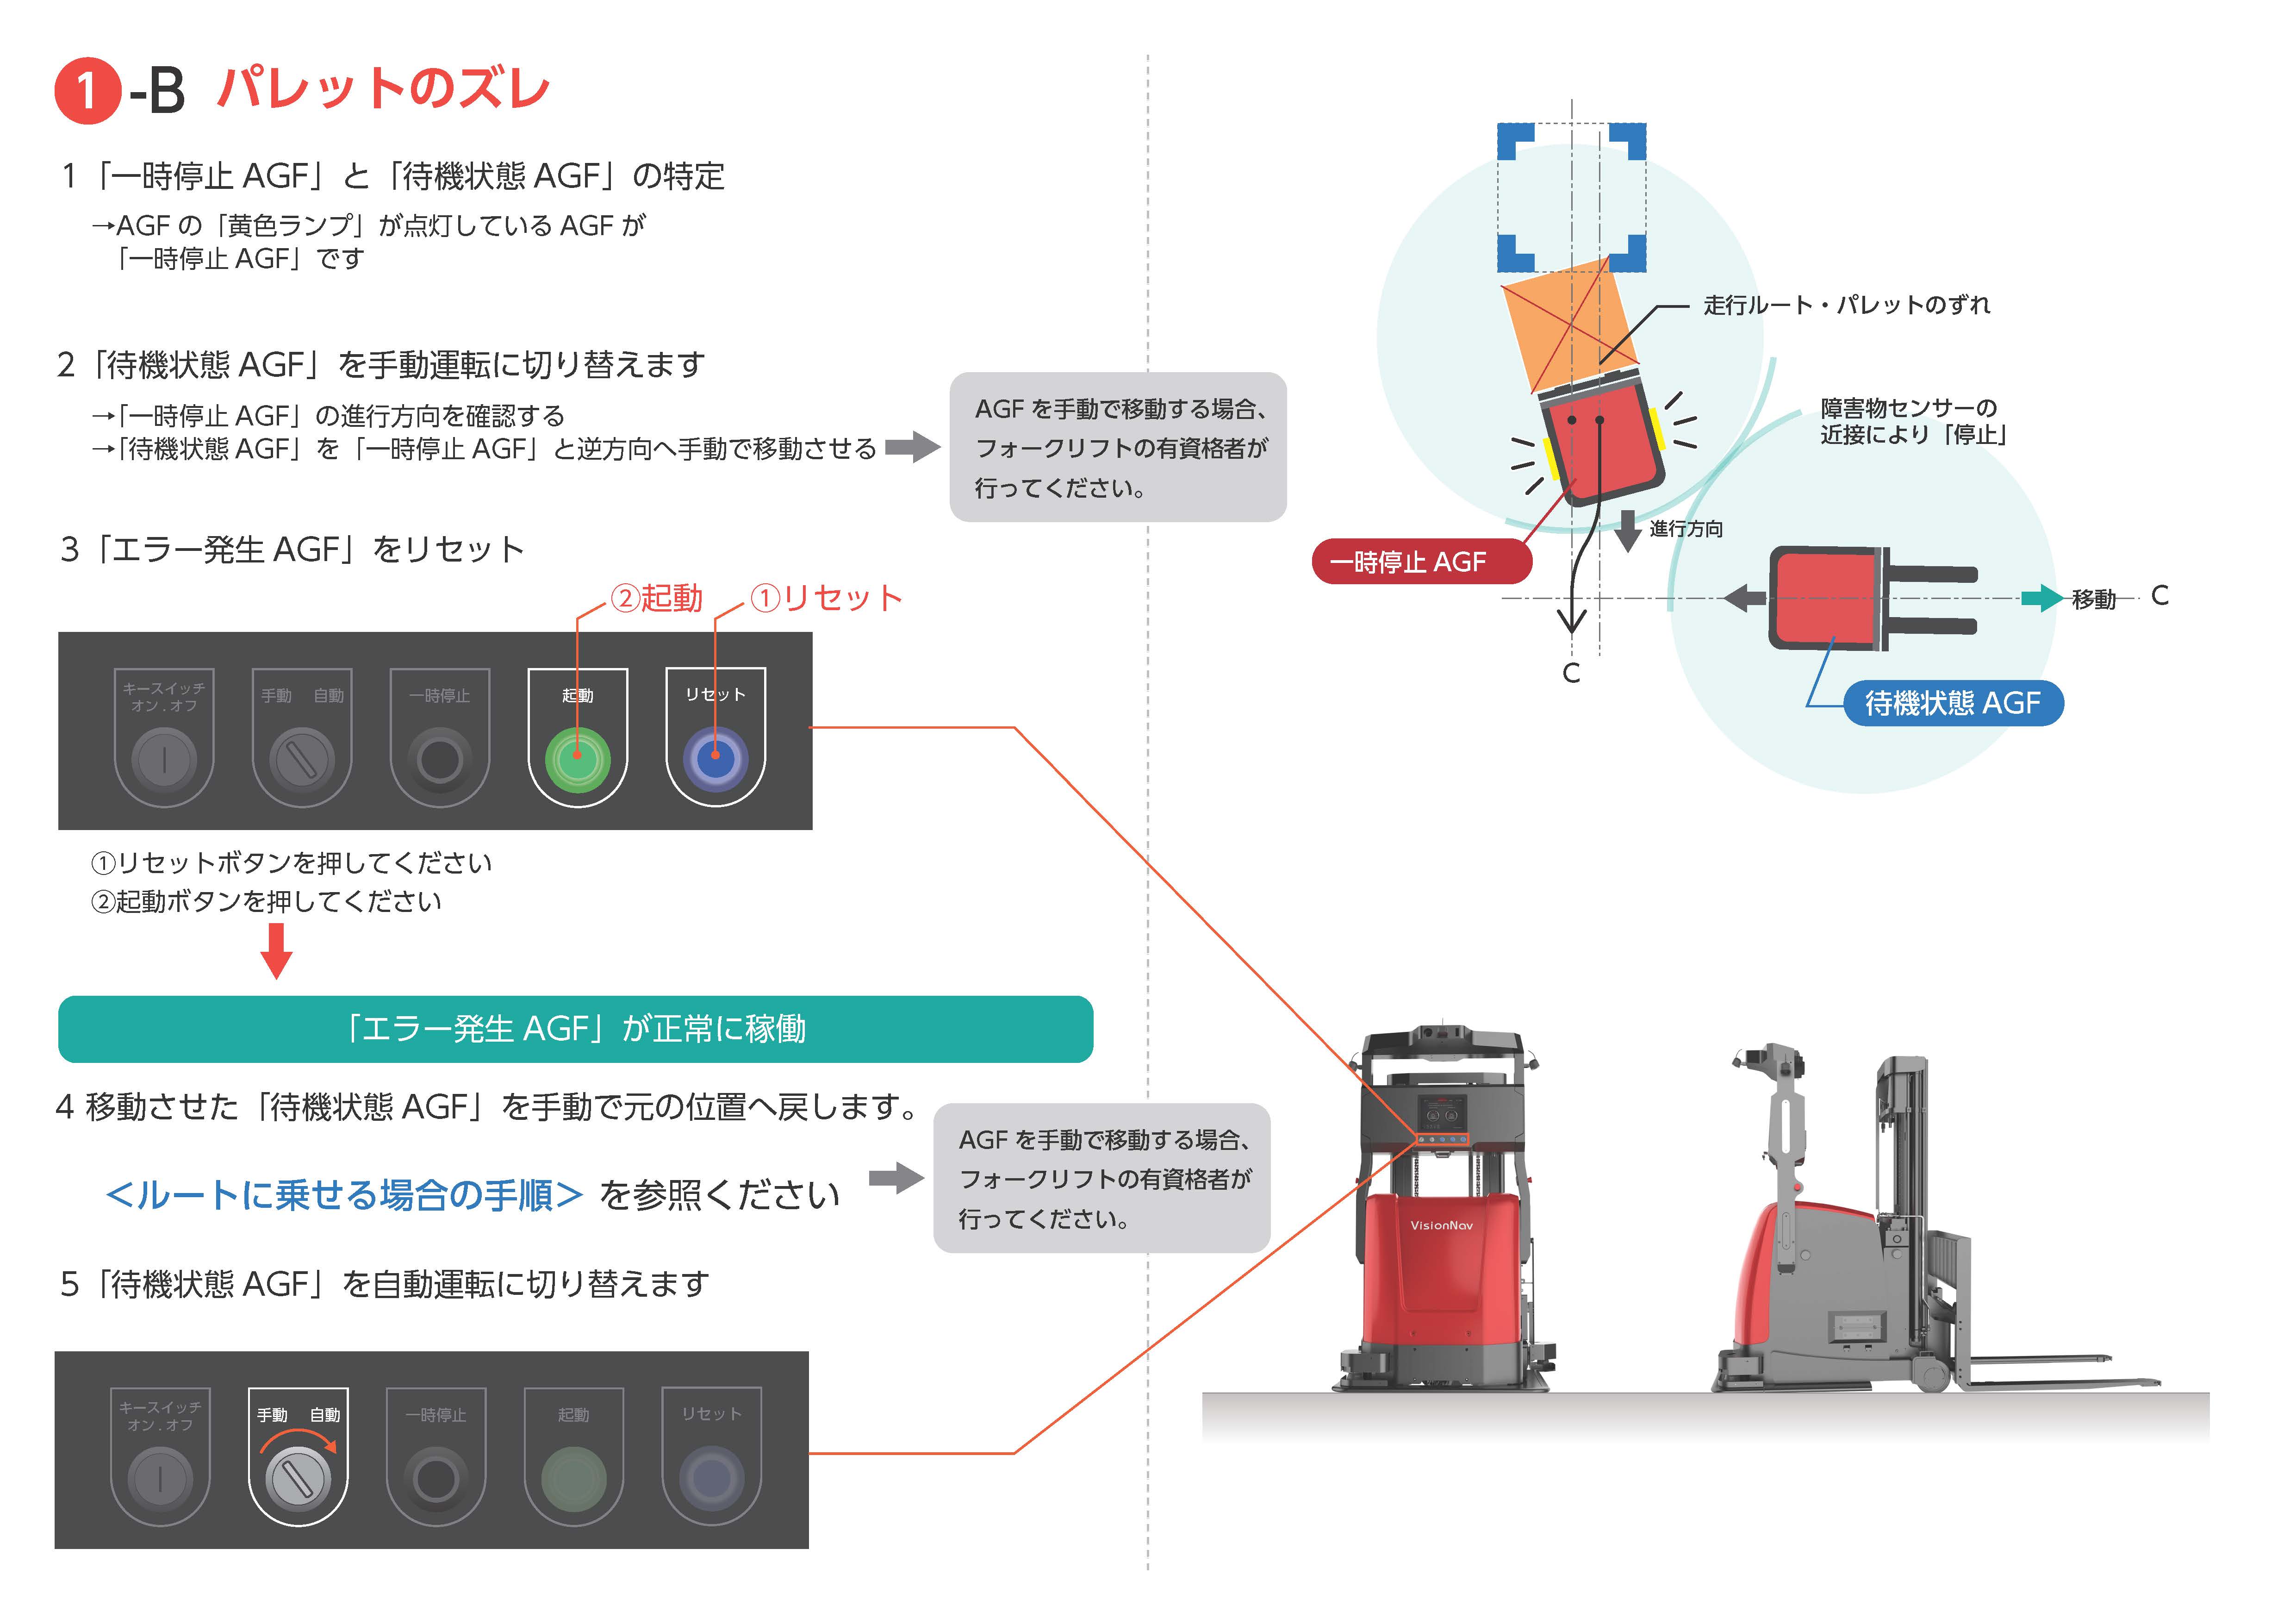 1 -B パレットのズレ
1「一時停止 AGF」と「待機状態 AGF」の特定
→AGF の「黄色ランプ」が点灯している AGF が
「一時停止 AGF」です
2「待機状態 AGF」を手動運転に切り替えます
→「一時停止 AGF」の進行方向を確認する
→「待機状態 AGF」を「一時停止 AGF」と逆方向へ手動で移動させる
AGF を手動で移動する場合、
フォークリフトの有資格者が
行ってください。
3「エラー発生 AGF」をリセット
②起動 ①リセット
キースイッチ
オン . オフ
手動 自動
一時停止
起動
リセット
①リセットボタンを押してください
②起動ボタンを押してください
「エラー発生 AGF」が正常に稼働
4 移動させた「待機状態 AGF」を手動で元の位置へ戻します。
＜ルートに乗せる場合の手順＞ を参照ください
AGF を手動で移動する場合、
フォークリフトの有資格者が
行ってください。
5「待機状態 AGF」を自動運転に切り替えます
キースイッチ
オン . オフ
手動 自動
一時停止
起動
リセット
走行ルート・パレットのずれ
障害物センサーの
近接により「停止」
進行方向
一時停止 AGF
移動 C
C
待機状態 AGF
VisionNav